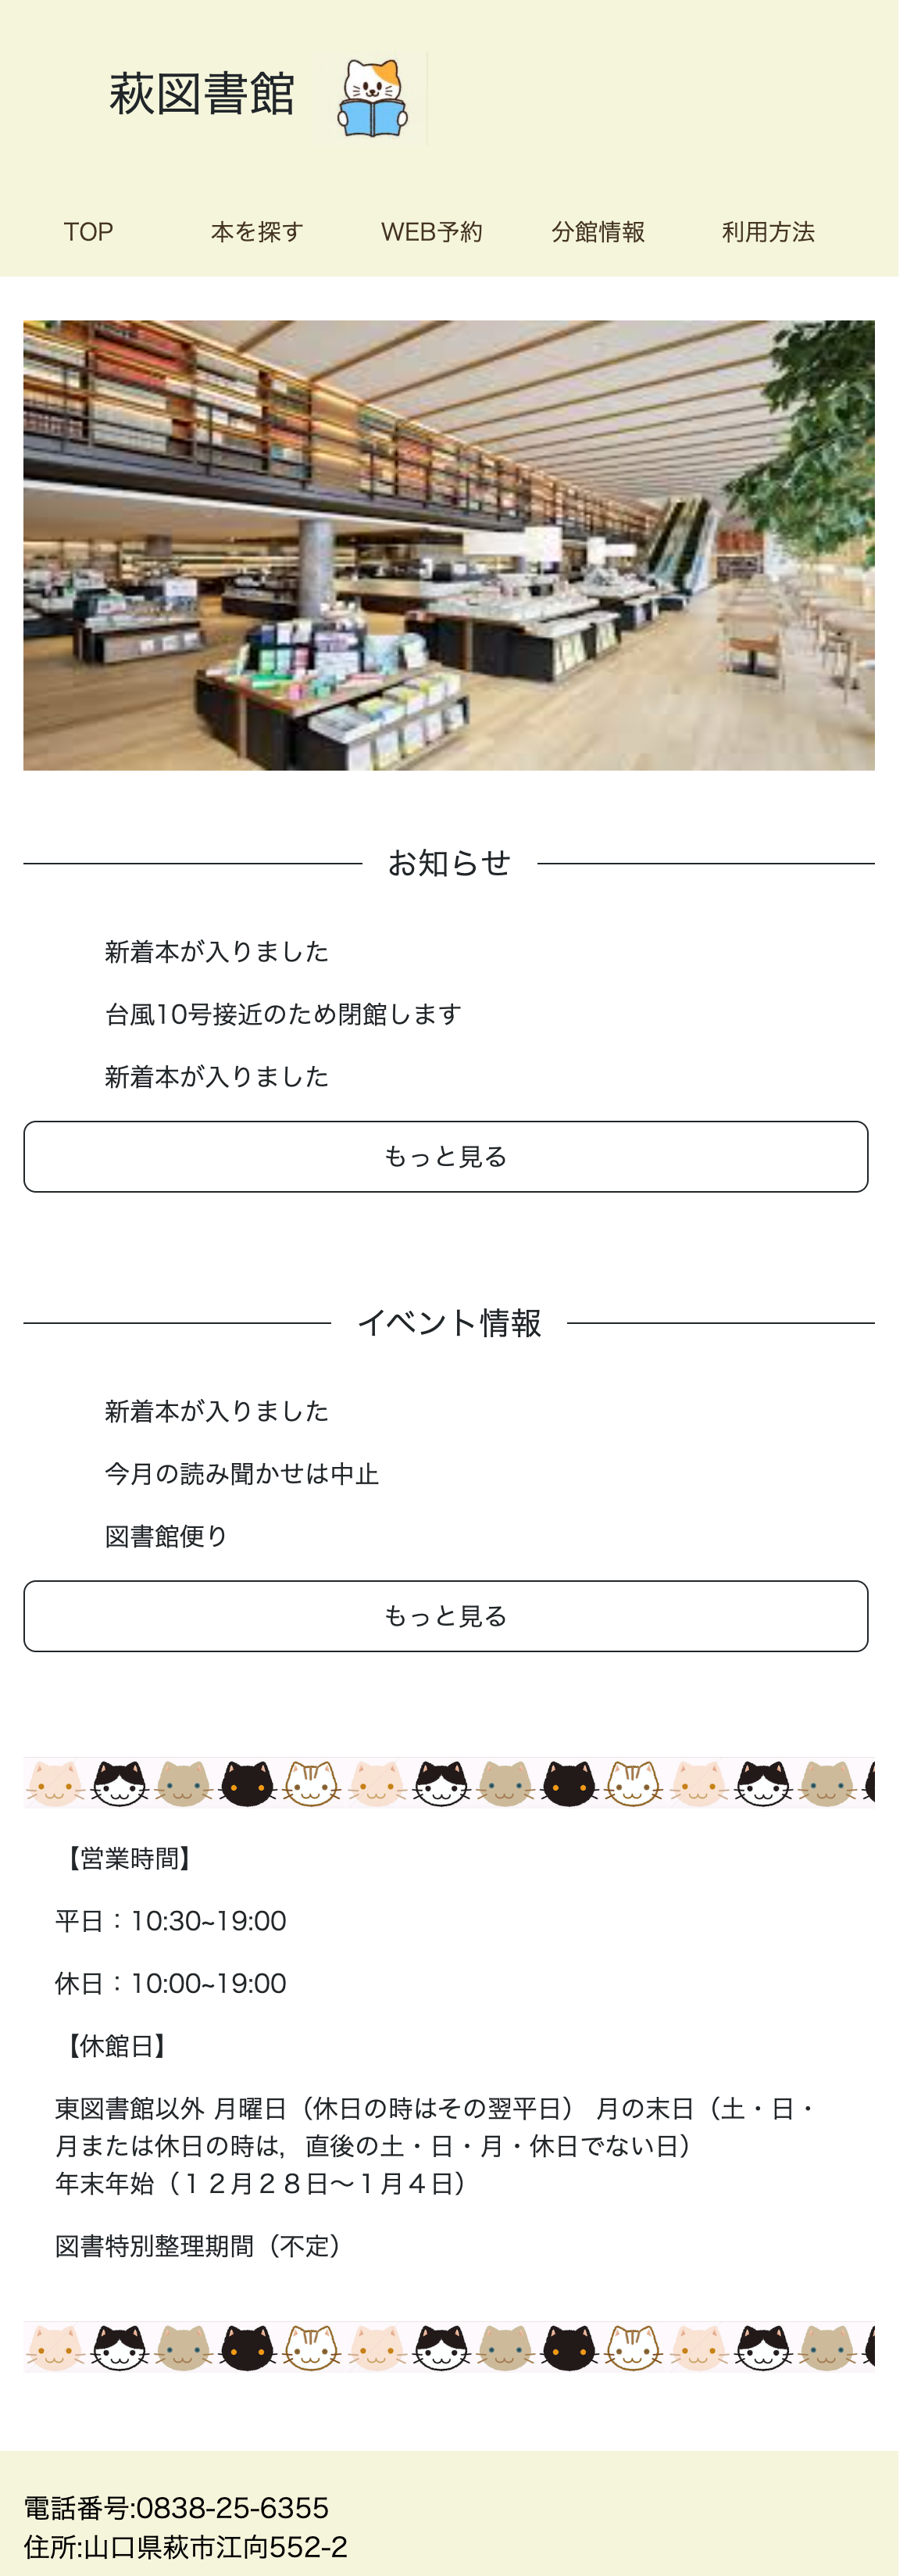 萩図書館
TOP 本を探す WEB予約 分館情報 利用方法
お知らせ
新着本が入りました
台風10号接近のため閉館します
新着本が入りました
もっと見る
イベント情報
新着本が入りました
今月の読み聞かせは中止
図書館便り
もっと見る
【営業時間】
平日：10:30~19:00
休日：10:00~19:00
【休館日】
東図書館以外 月曜日（休日の時はその翌平日） 月の末日（土・日・
月または休日の時は，直後の土・日・月・休日でない日）
年末年始（１２月２８日〜１月４日）
図書特別整理期間（不定）
電話番号:0838-25-6355
住所:山口県萩市江向552-2